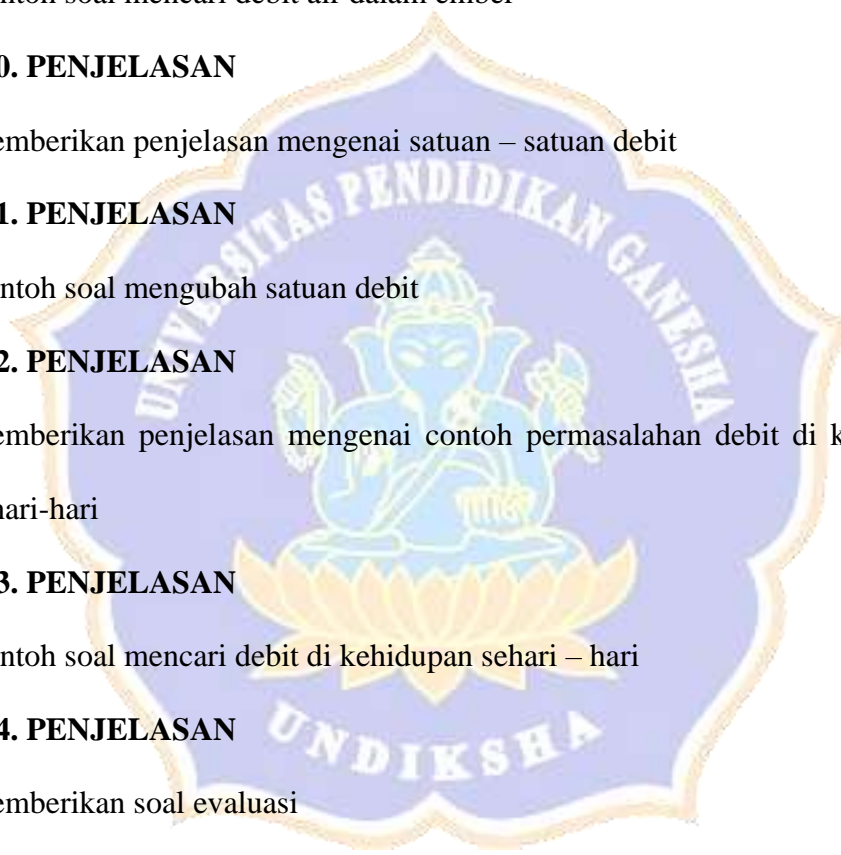 ontoh soal mencari debit air dalam ember
0. PENJELASAN
emberikan penjelasan mengenai satuan – satuan debit
UNIVERSITAS PENDIDIKAN GANESHA
1. PENJELASAN
ntoh soal mengubah satuan debit
2. PENJELASAN
emberikan penjelasan mengenai contoh permasalahan debit di k
hari-hari
3. PENJELASAN
ntoh soal mencari debit di kehidupan sehari – hari
4. PENJELASAN
UNDIKSHA
emberikan soal evaluasi